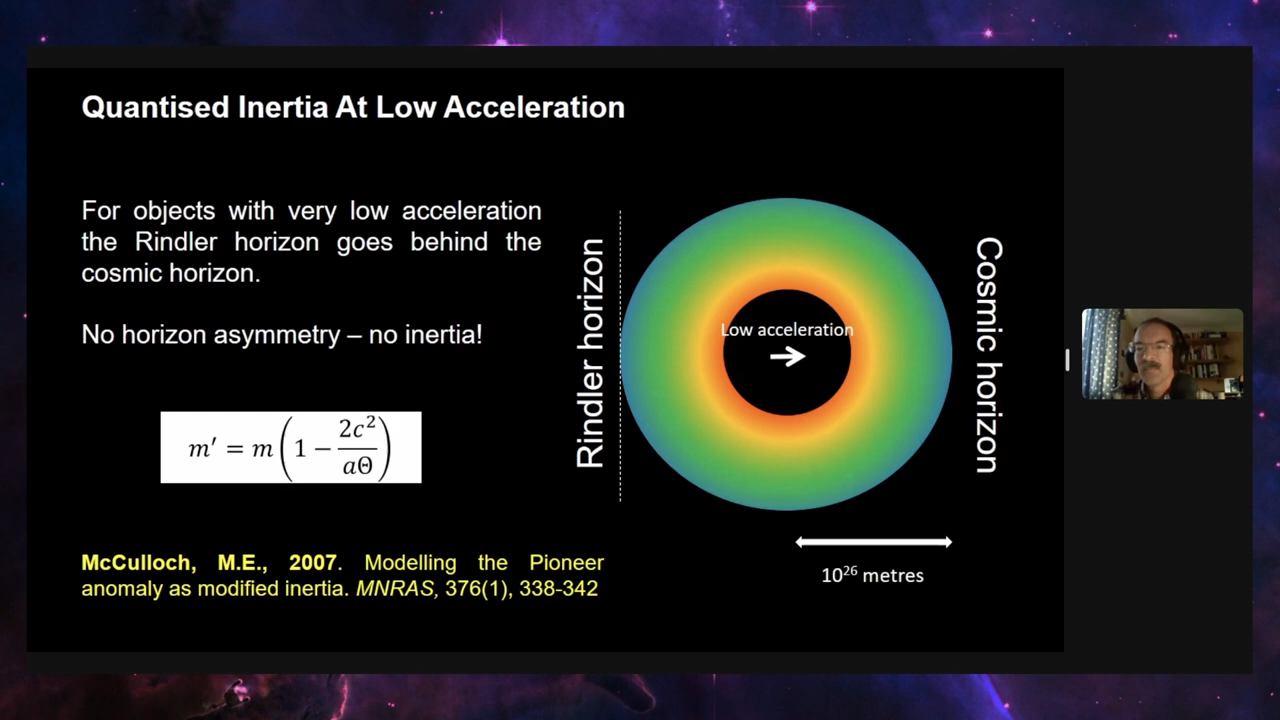 Quantised Inertia At Low Acceleration
For objects with very low acceleration
the Rindler horizon goes behind the
cosmic horizon.
No horizon asymmetry – no inertia!
m′ = m(1 − 2c²/aΘ)
McCulloch, M.E., 2007. Modelling the Pioneer
anomaly as modified inertia. MNRAS, 376(1), 338-342
Rindler horizon
Low acceleration
Cosmic horizon
10²⁶ metres